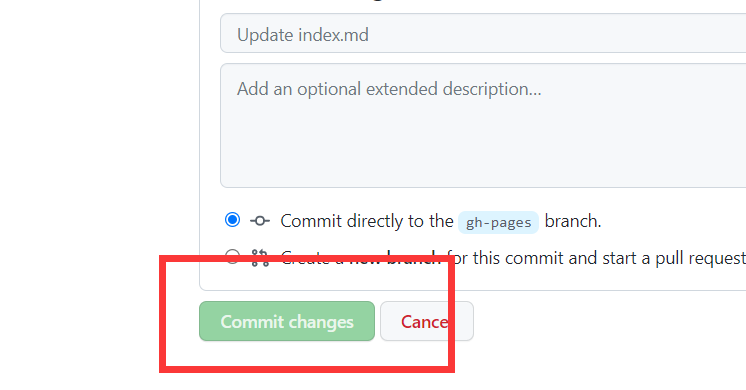 Update index.md
Add an optional extended description…
Commit directly to the gh-pages branch.
Create a new branch for this commit and start a pull request
Commit changes
Cance